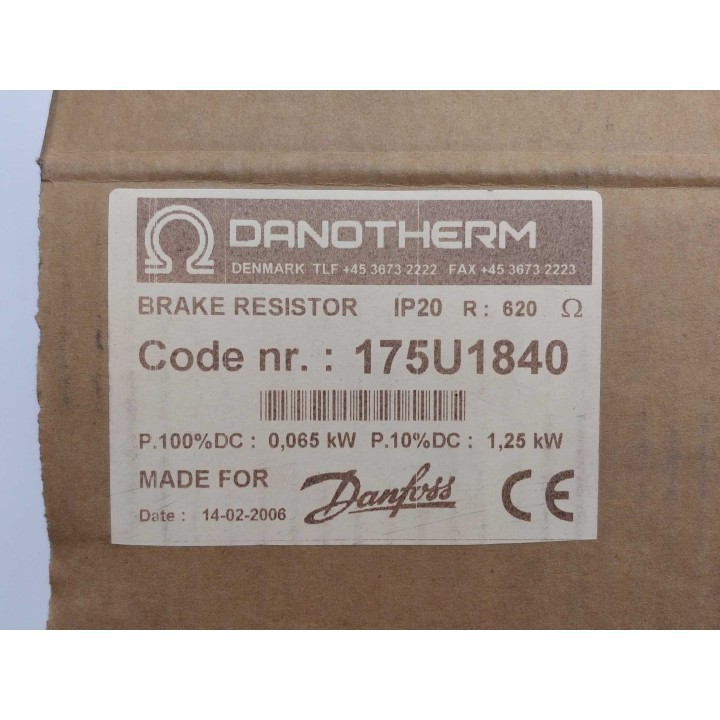 DANOTHERM
DENMARK TLF +45 3673 2222 FAX +45 3673 2223
BRAKE RESISTOR IP20 R: 620 Ω
Code nr. : 175U1840
P.100%DC : 0,065 kW P.10%DC : 1,25 kW
MADE FOR Danfoss CE
Date : 14-02-2006